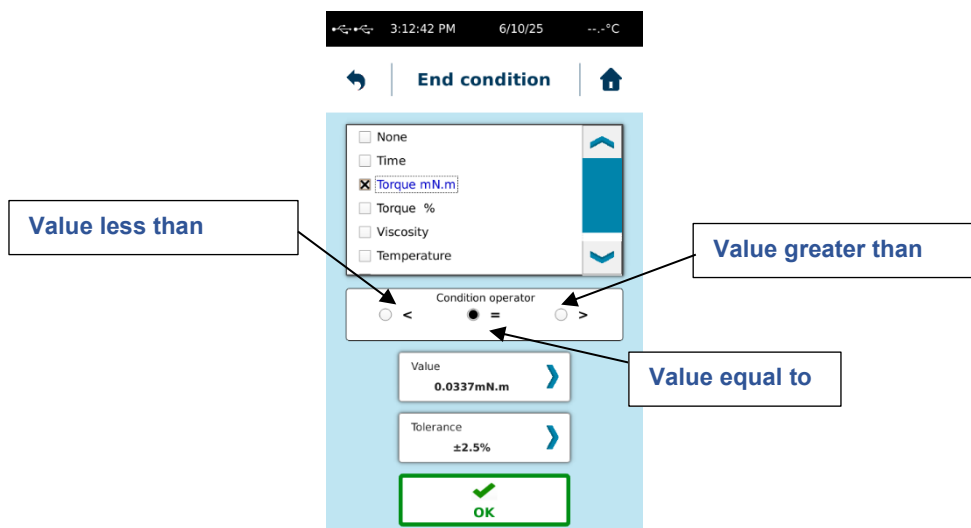 3:12:42 PM 6/10/25 --.-°C
End condition
None
Time
Torque mN.m
Torque %
Viscosity
Temperature
Value less than
Value greater than
Condition operator
< = >
Value equal to
Value
0.0337mN.m
Tolerance
±2.5%
OK